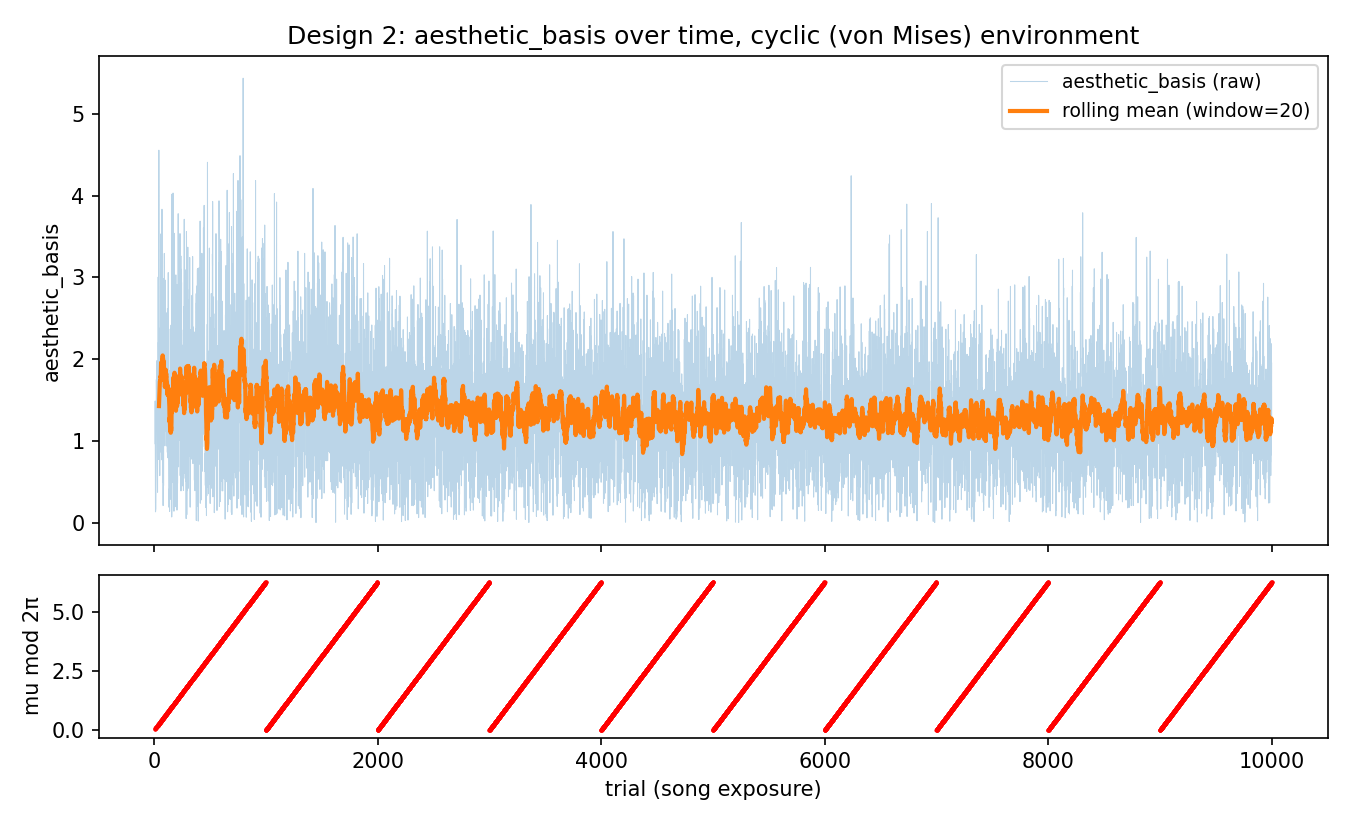 Design 2: aesthetic_basis over time, cyclic (von Mises) environment
aesthetic_basis (raw)
rolling mean (window=20)
aesthetic_basis
5
4
3
2
1
0
mu mod 2π
5.0
2.5
0.0
0
2000
4000
6000
8000
10000
trial (song exposure)